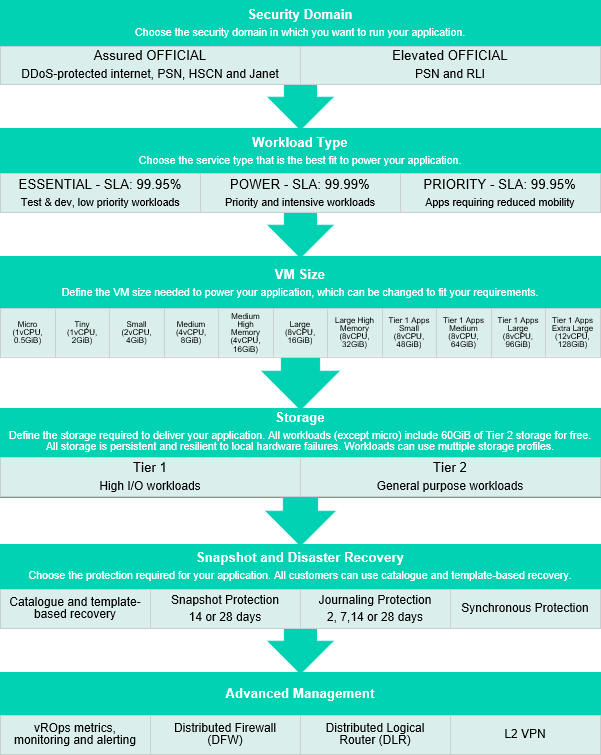 Security Domain
Choose the security domain in which you want to run your application.
Assured OFFICIAL
DDoS-protected internet, PSN, HSCN and Janet
Elevated OFFICIAL
PSN and RLI
Workload Type
Choose the service type that is the best fit to power your application.
ESSENTIAL - SLA: 99.95%
Test & dev, low priority workloads
POWER - SLA: 99.99%
Priority and intensive workloads
PRIORITY - SLA: 99.95%
Apps requiring reduced mobility
VM Size
Define the VM size needed to power your application, which can be changed to fit your requirements.
Micro
(1vCPU,
0.5GiB)
Tiny
(1vCPU,
2GiB)
Small
(2vCPU,
4GiB)
Medium
(4vCPU,
8GiB)
Medium
High
Memory
(4vCPU,
16GiB)
Large
(8vCPU,
16GiB)
Large High
Memory
(8vCPU,
32GiB)
Tier 1 Apps
Small
(8vCPU,
48GiB)
Tier 1 Apps
Medium
(8vCPU,
64GiB)
Tier 1 Apps
Large
(8vCPU,
96GiB)
Tier 1 Apps
Extra Large
(12vCPU,
128GiB)
Storage
Define the storage required to deliver your application. All workloads (except micro) include 60GiB of Tier 2 storage for free.
All storage is persistent and resilient to local hardware failures. Workloads can use multiple storage profiles.
Tier 1
High I/O workloads
Tier 2
General purpose workloads
Snapshot and Disaster Recovery
Choose the protection required for your application. All customers can use catalogue and template-based recovery.
Catalogue and template-
based recovery
Snapshot Protection
14 or 28 days
Journaling Protection
2, 7,14 or 28 days
Synchronous Protection
Advanced Management
vROps metrics,
monitoring and alerting
Distributed Firewall
(DFW)
Distributed Logical
Router (DLR)
L2 VPN